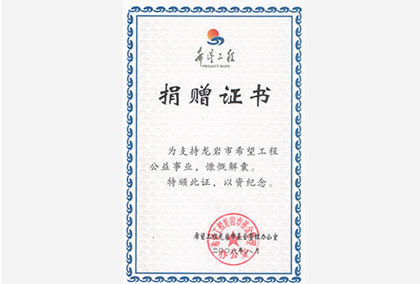 希望工程
PROJECT HOPE
捐赠证书
为支持龙岩市希望工程
公益事业，慷慨解囊。
特颁此证，以资纪念。
希望工程龙岩市基金管理办公室
二〇〇八年八月